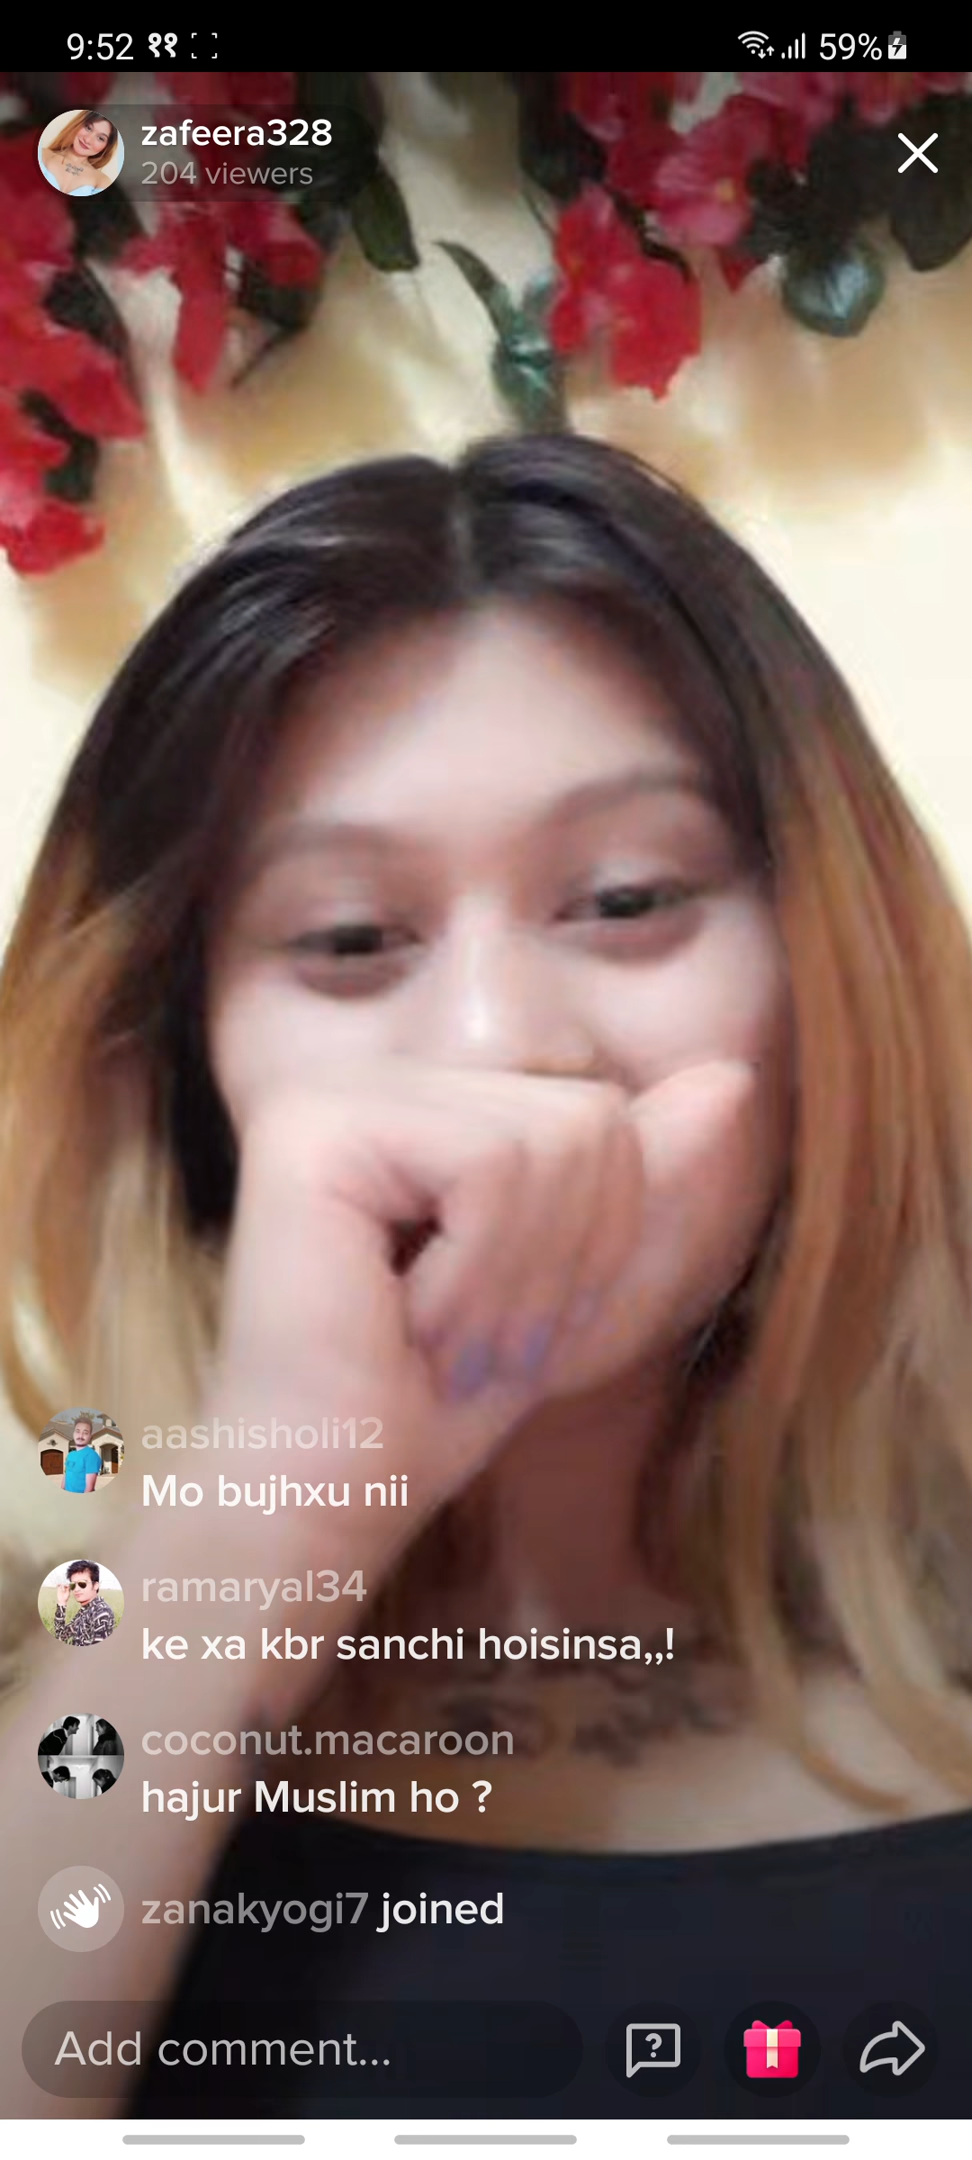 9:52 59%
zafeera328
204 viewers
aashisholi12
Mo bujhxu nii
ramaryal34
ke xa kbr sanchi hoisinsa,,!
coconut.macaroon
hajur Muslim ho ?
zanakyogi7 joined
Add comment...